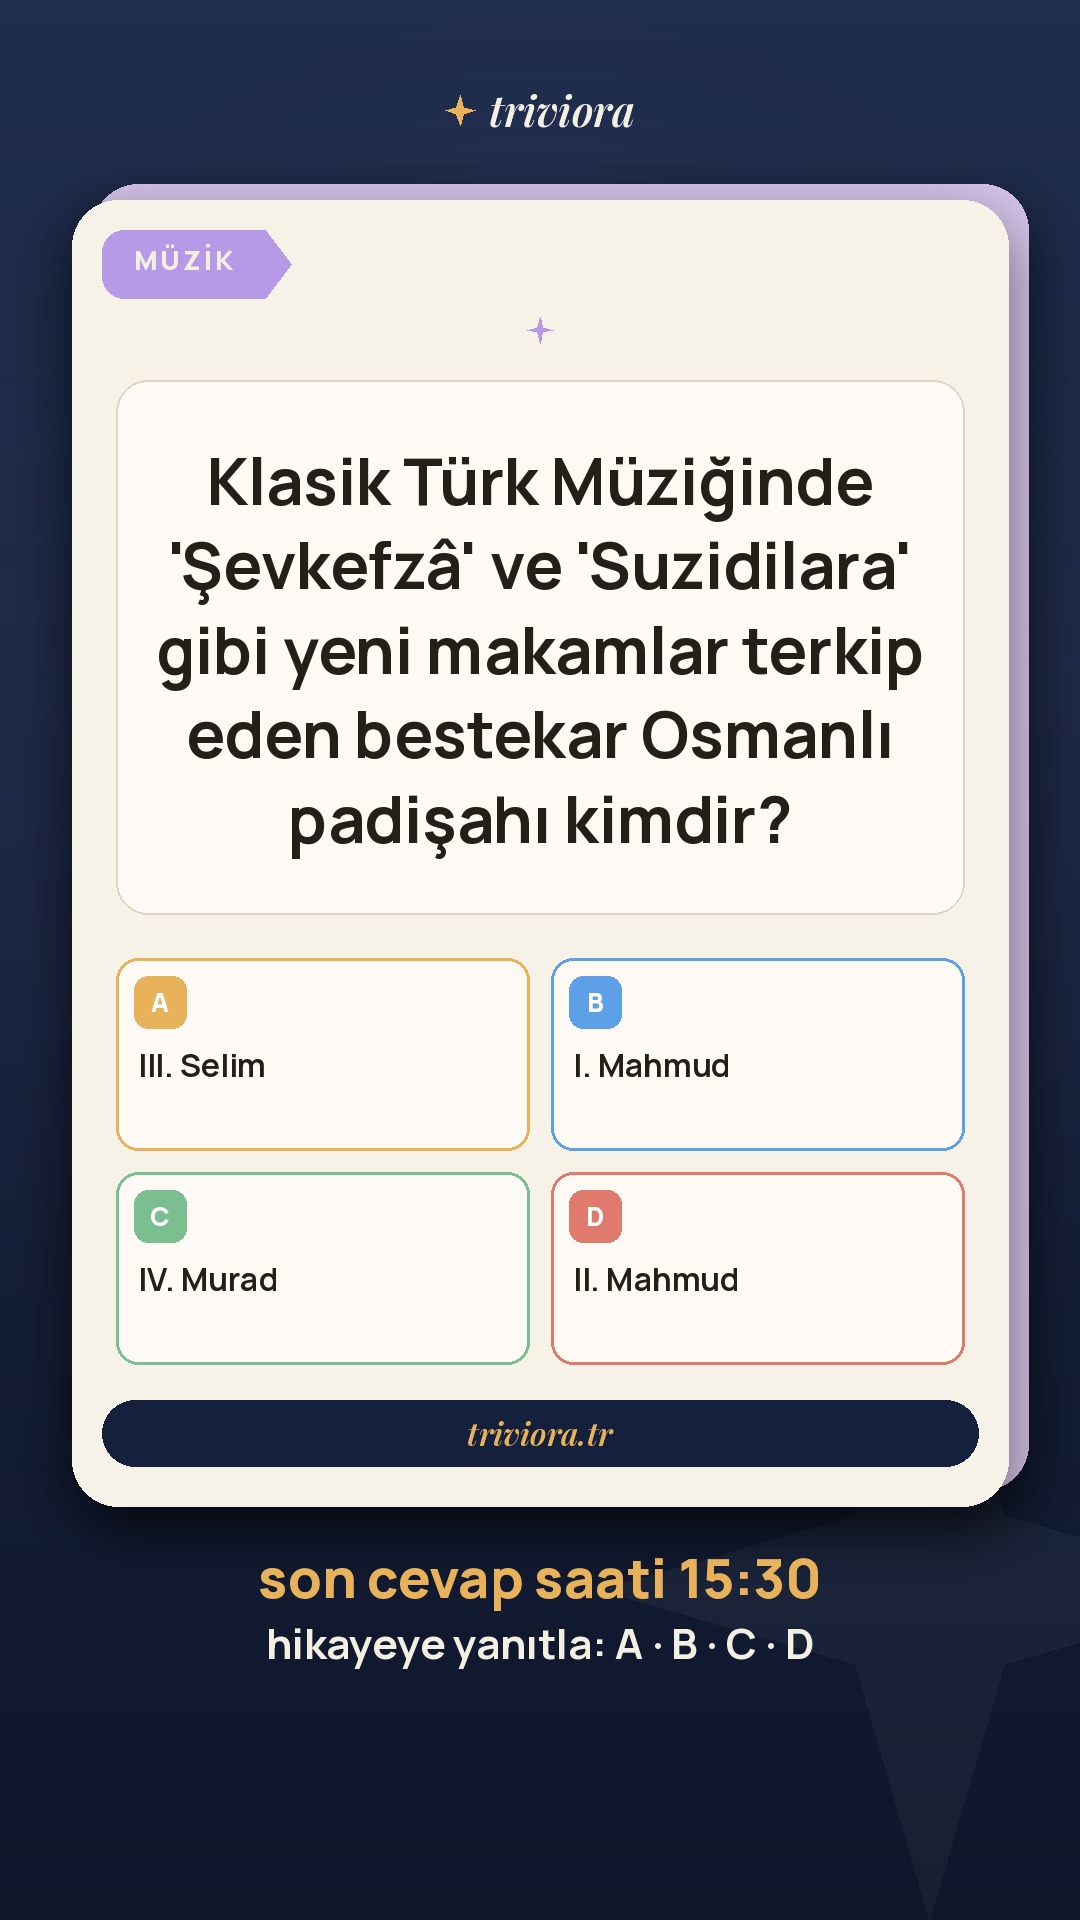 triviora
MÜZİK
Klasik Türk Müziğinde
'Şevkefzâ' ve 'Suzidilara'
gibi yeni makamlar terkip
eden bestekar Osmanlı
padişahı kimdir?
A
III. Selim
B
I. Mahmud
C
IV. Murad
D
II. Mahmud
triviora.tr
son cevap saati 15:30
hikayeye yanıtla: A · B · C · D